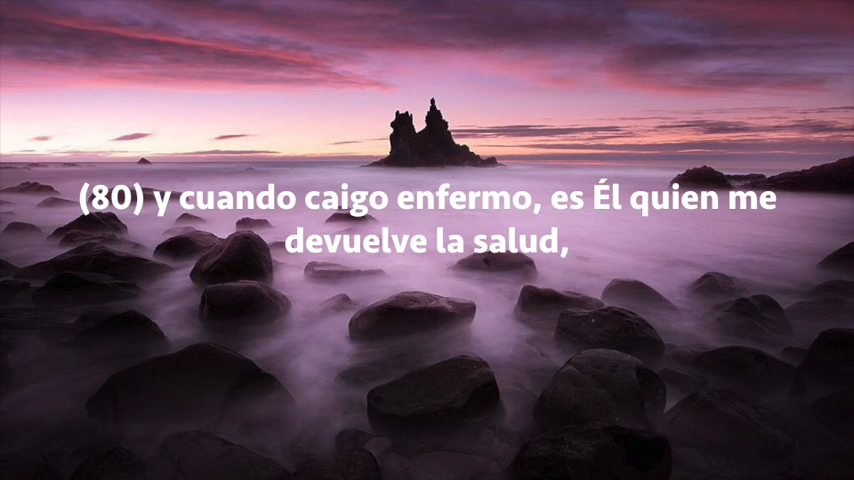 (80) y cuando caigo enfermo, es Él quien me
devuelve la salud,